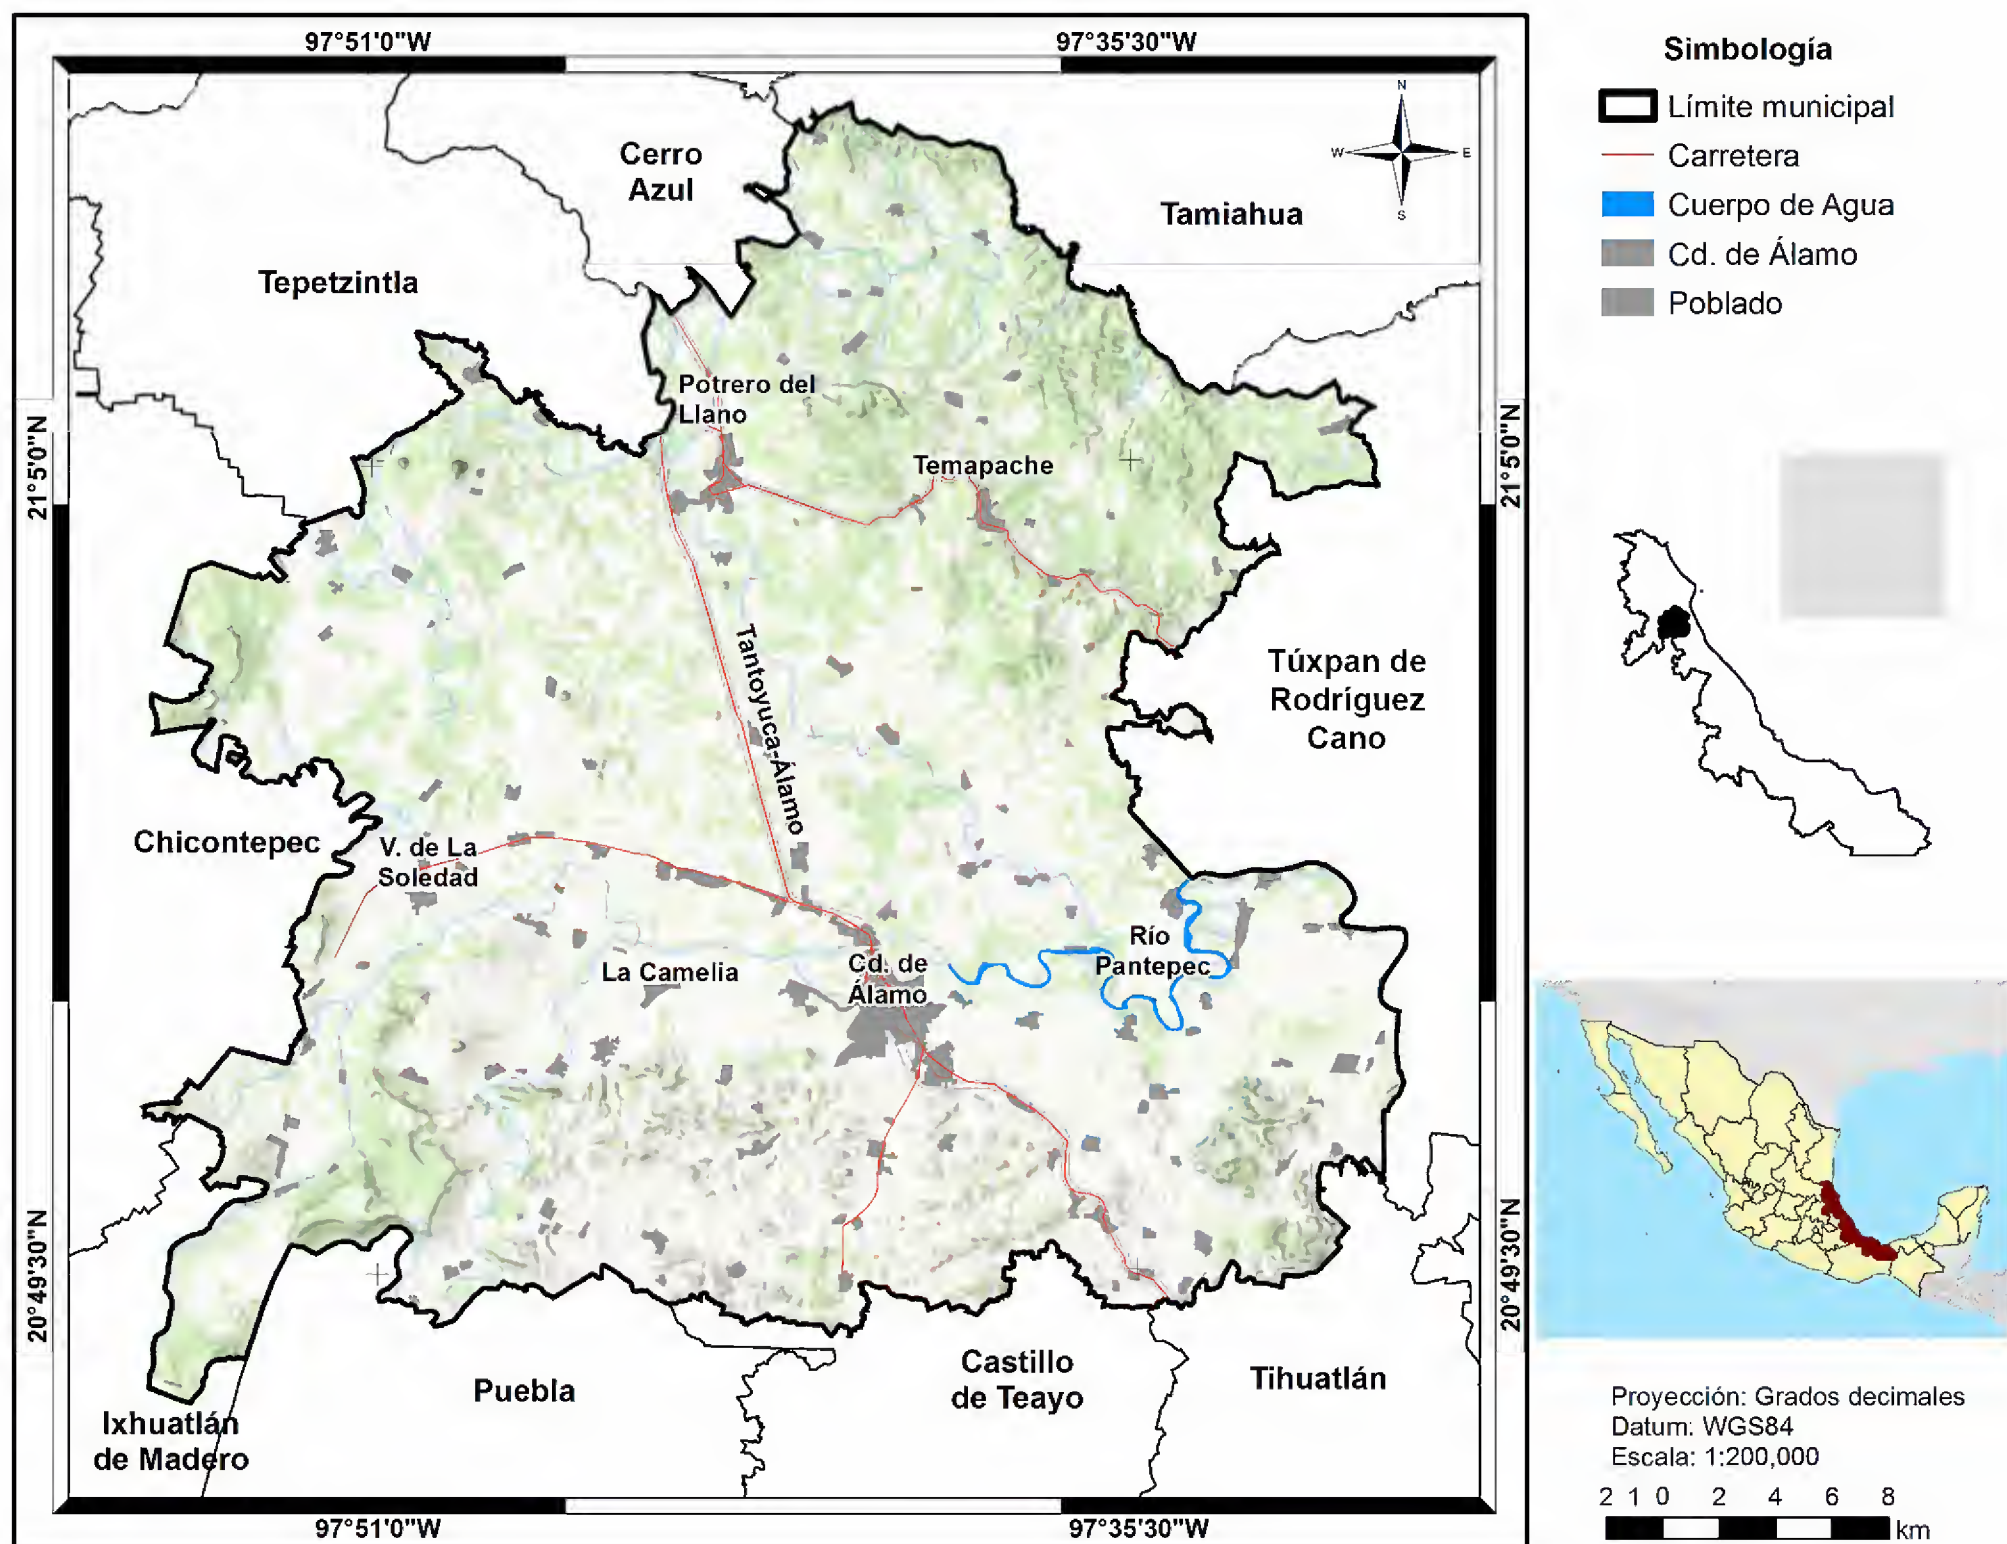 97°51'0"W
97°35'30"W
Simbología
Límite municipal
Carretera
Cuerpo de Agua
Cd. de Álamo
Poblado
N
W
E
S
Cerro
Azul
Tamiahua
Tepetzintla
Potrero del
Llano
Temapache
21°5'0"N
21°5'0"N
Tantoyuca-Álamo
Túxpan de
Rodríguez
Cano
Chicontepec
V. de La
Soledad
La Camelia
Cd. de
Álamo
Río
Pantepec
20°49'30"N
20°49'30"N
Puebla
Castillo
de Teayo
Tihuatlán
Ixhuatlán
de Madero
97°51'0"W
97°35'30"W
Proyección: Grados decimales
Datum: WGS84
Escala: 1:200,000
2 1 0 2 4 6 8
km